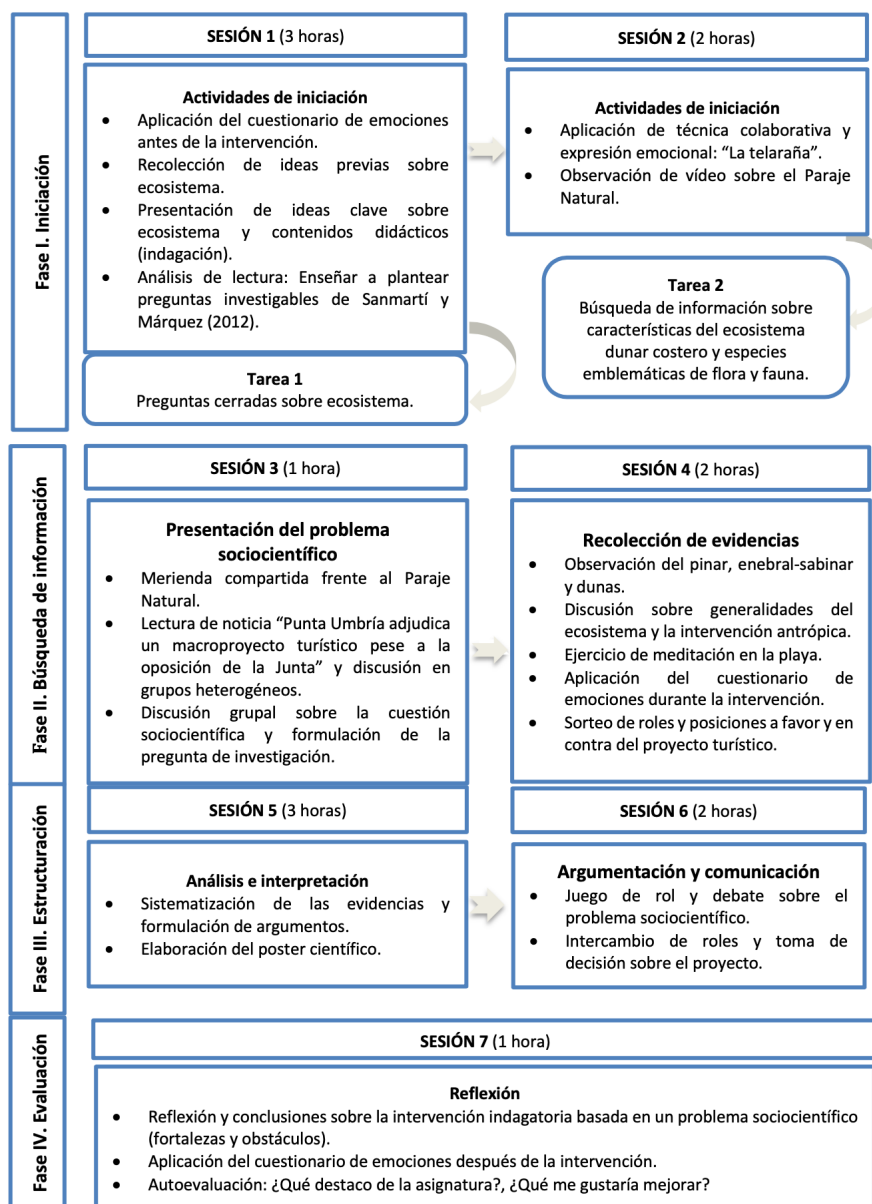 Fase I. Iniciación
SESIÓN 1 (3 horas)
Actividades de iniciación
• Aplicación del cuestionario de emociones
antes de la intervención.
• Recolección de ideas previas sobre
ecosistema.
• Presentación de ideas clave sobre
ecosistema y contenidos didácticos
(indagación).
• Análisis de lectura: Enseñar a plantear
preguntas investigables de Sanmartí y
Márquez (2012).
Tarea 1
Preguntas cerradas sobre ecosistema.
SESIÓN 2 (2 horas)
Actividades de iniciación
• Aplicación de técnica colaborativa y
expresión emocional: “La telaraña”.
• Observación de vídeo sobre el Paraje
Natural.
Tarea 2
Búsqueda de información sobre
características del ecosistema
dunar costero y especies
emblemáticas de flora y fauna.
Fase II. Búsqueda de información
SESIÓN 3 (1 hora)
Presentación del problema
sociocientífico
• Merienda compartida frente al Paraje
Natural.
• Lectura de noticia “Punta Umbría adjudica
un macroproyecto turístico pese a la
oposición de la Junta” y discusión en
grupos heterogéneos.
• Discusión grupal sobre la cuestión
sociocientífica y formulación de la
pregunta de investigación.
SESIÓN 4 (2 horas)
Recolección de evidencias
• Observación del pinar, enebral-sabinar
y dunas.
• Discusión sobre generalidades del
ecosistema y la intervención antrópica.
• Ejercicio de meditación en la playa.
• Aplicación del cuestionario de
emociones durante la intervención.
• Sorteo de roles y posiciones a favor y en
contra del proyecto turístico.
Fase III. Estructuración
SESIÓN 5 (3 horas)
Análisis e interpretación
• Sistematización de las evidencias y
formulación de argumentos.
• Elaboración del poster científico.
SESIÓN 6 (2 horas)
Argumentación y comunicación
• Juego de rol y debate sobre el
problema sociocientífico.
• Intercambio de roles y toma de
decisión sobre el proyecto.
Fase IV. Evaluación
SESIÓN 7 (1 hora)
Reflexión
• Reflexión y conclusiones sobre la intervención indagatoria basada en un problema sociocientífico
(fortalezas y obstáculos).
• Aplicación del cuestionario de emociones después de la intervención.
• Autoevaluación: ¿Qué destaco de la asignatura?, ¿Qué me gustaría mejorar?